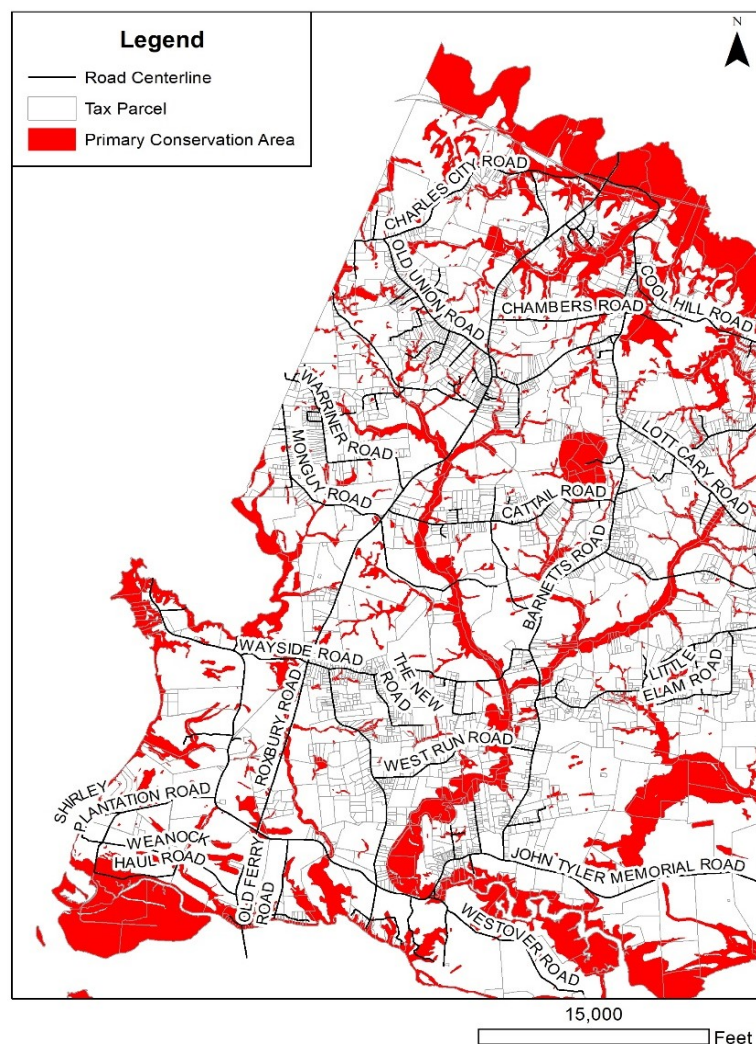 Legend
Road Centerline
Tax Parcel
Primary Conservation Area
N
CHARLES CITY ROAD
OLD UNION ROAD
COOL HILL ROAD
CHAMBERS ROAD
WARRINER ROAD
MONGUY ROAD
LOTT CARY ROAD
CATTAIL ROAD
BARNETTS ROAD
WAYSIDE ROAD
THE NEW
ROAD
LITTLE
ELAM ROAD
ROXBURY ROAD
WEST RUN ROAD
SHIRLEY
PLANTATION ROAD
WEANOCK
HAUL ROAD
OLD FERRY
ROAD
JOHN TYLER MEMORIAL ROAD
WESTOVER ROAD
15,000
Feet